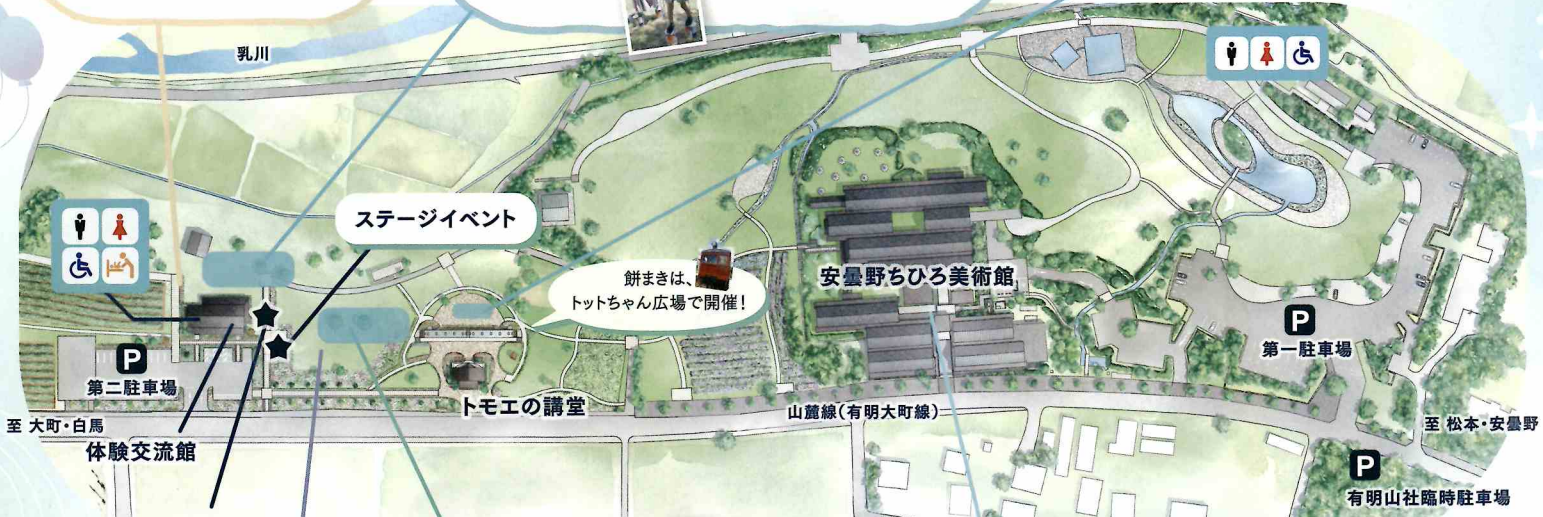 乳川
ステージイベント
餅まきは、
トットちゃん広場で開催!
安曇野ちひろ美術館
P
第一駐車場
P
第二駐車場
トモエの講堂
山麓線(有明大町線)
至 大町・白馬
至 松本・安曇野
体験交流館
P
有明山社臨時駐車場